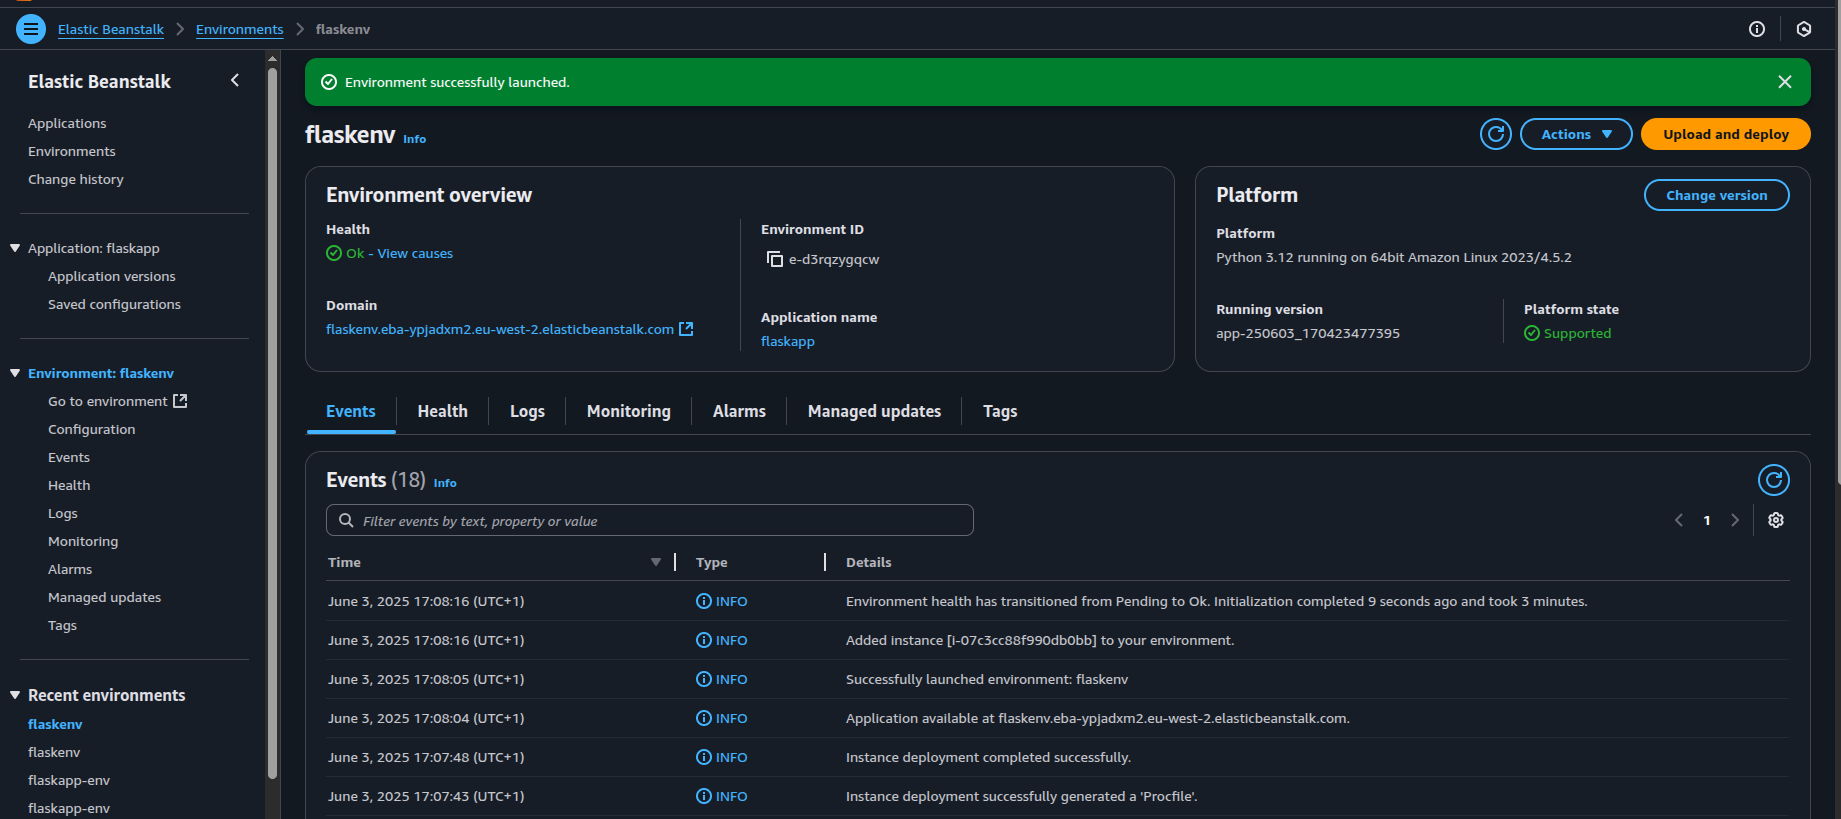 Elastic Beanstalk > Environments > flaskenv
Elastic Beanstalk
Applications
Environments
Change history
Application: flaskapp
Application versions
Saved configurations
Environment: flaskenv
Go to environment
Configuration
Events
Health
Logs
Monitoring
Alarms
Managed updates
Tags
Recent environments
flaskenv
flaskenv
flaskapp-env
flaskapp-env
Environment successfully launched.
flaskenv Info
Actions
Upload and deploy
Environment overview
Health
Ok - View causes
Domain
flaskenv.eba-ypjadxm2.eu-west-2.elasticbeanstalk.com
Environment ID
e-d3rqzygqcw
Application name
flaskapp
Platform
Change version
Platform
Python 3.12 running on 64bit Amazon Linux 2023/4.5.2
Running version
app-250603_170423477395
Platform state
Supported
Events Health Logs Monitoring Alarms Managed updates Tags
Events (18) Info
Filter events by text, property or value
1
Time Type Details
June 3, 2025 17:08:16 (UTC+1) INFO Environment health has transitioned from Pending to Ok. Initialization completed 9 seconds ago and took 3 minutes.
June 3, 2025 17:08:16 (UTC+1) INFO Added instance [i-07c3cc88f990db0bb] to your environment.
June 3, 2025 17:08:05 (UTC+1) INFO Successfully launched environment: flaskenv
June 3, 2025 17:08:04 (UTC+1) INFO Application available at flaskenv.eba-ypjadxm2.eu-west-2.elasticbeanstalk.com.
June 3, 2025 17:07:48 (UTC+1) INFO Instance deployment completed successfully.
June 3, 2025 17:07:43 (UTC+1) INFO Instance deployment successfully generated a 'Procfile'.